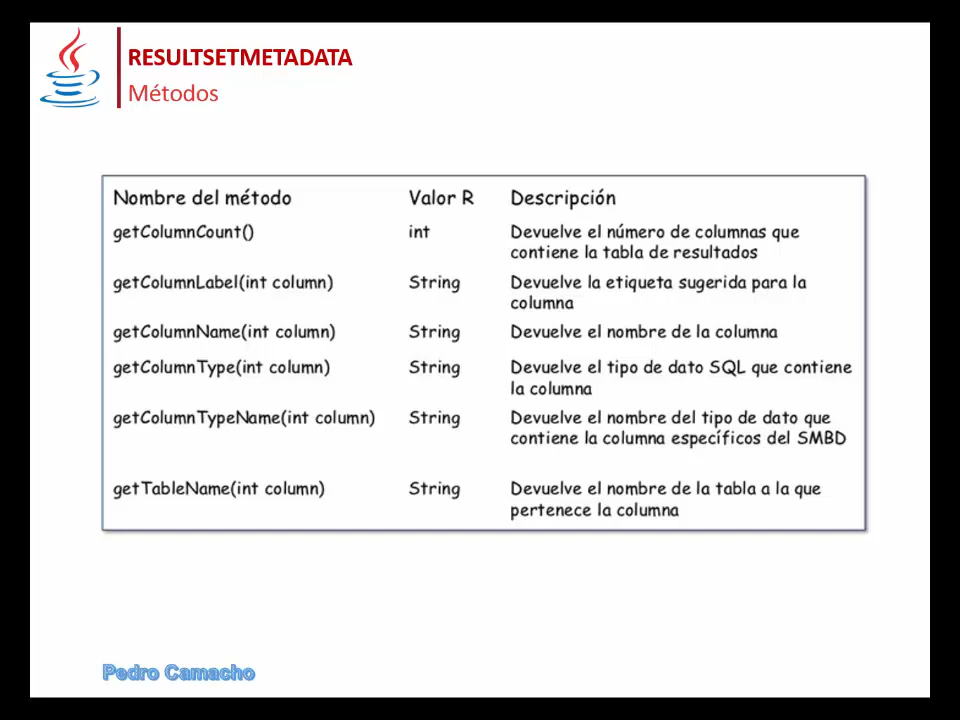 RESULTSETMETADATA
Métodos
Nombre del método Valor R Descripción
getColumnCount() int Devuelve el número de columnas que
contiene la tabla de resultados
getColumnLabel(int column) String Devuelve la etiqueta sugerida para la
columna
getColumnName(int column) String Devuelve el nombre de la columna
getColumnType(int column) String Devuelve el tipo de dato SQL que contiene
la columna
getColumnTypeName(int column) String Devuelve el nombre del tipo de dato que
contiene la columna específicos del SMBD
getTableName(int column) String Devuelve el nombre de la tabla a la que
pertenece la columna
Pedro Camacho